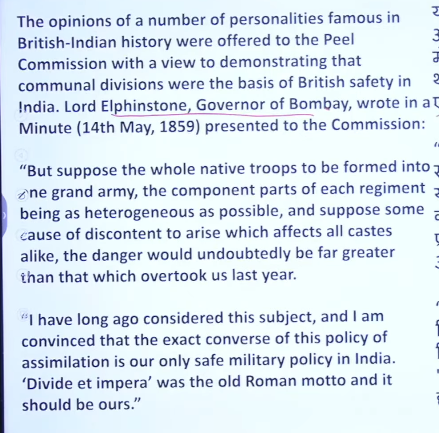 The opinions of a number of personalities famous in
British-Indian history were offered to the Peel
Commission with a view to demonstrating that
communal divisions were the basis of British safety in
India. Lord Elphinstone, Governor of Bombay, wrote in a
Minute (14th May, 1859) presented to the Commission:
“But suppose the whole native troops to be formed into
one grand army, the component parts of each regiment
being as heterogeneous as possible, and suppose some
cause of discontent to arise which affects all castes
alike, the danger would undoubtedly be far greater
than that which overtook us last year.
“I have long ago considered this subject, and I am
convinced that the exact converse of this policy of
assimilation is our only safe military policy in India.
‘Divide et impera’ was the old Roman motto and it
should be ours.”